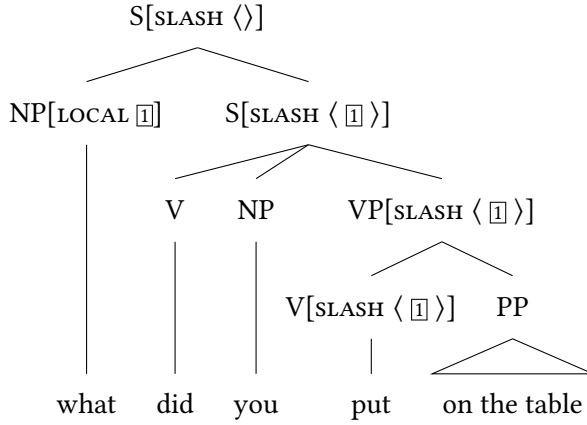 S[SLASH ⟨⟩]
NP[LOCAL 1] S[SLASH ⟨ 1 ⟩]
V NP VP[SLASH ⟨ 1 ⟩]
V[SLASH ⟨ 1 ⟩] PP
what did you put on the table